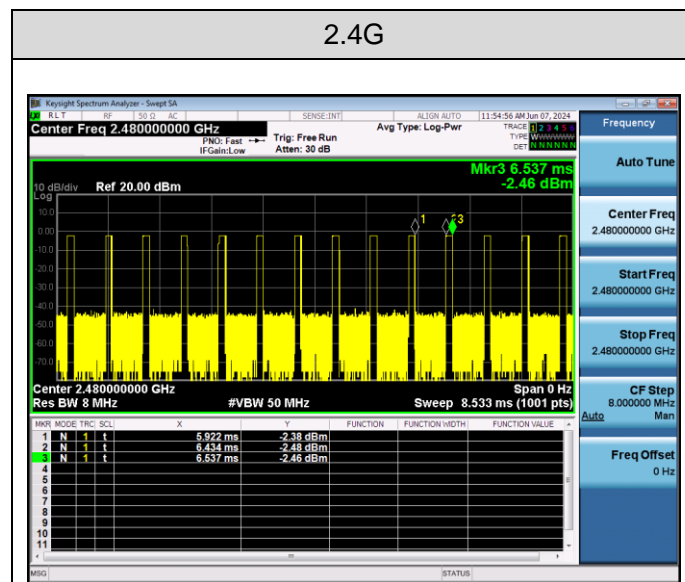 2.4G
Keysight Spectrum Analyzer - Swept SA
RLT RF 50 Ω AC SENSE:INT ALIGN AUTO 11:54:56 AM Jun 07, 2024
Center Freq 2.480000000 GHz
PNO: Fast
IFGain:Low
Trig: Free Run
Atten: 30 dB
Avg Type: Log-Pwr
TRACE 1 2 3 4 5 6
TYPE WWWWWW
DET N N N N N N
Frequency
Mkr3 6.537 ms
-2.46 dBm
10 dB/div Ref 20.00 dBm
Log
10.0
0.00
-10.0
-20.0
-30.0
-40.0
-50.0
-60.0
-70.0
1
2
3
Center 2.480000000 GHz Span 0 Hz
Res BW 8 MHz #VBW 50 MHz Sweep 8.533 ms (1001 pts)
MKR MODE TRC SCL X Y FUNCTION FUNCTION WIDTH FUNCTION VALUE
1 N 1 t 5.922 ms -2.38 dBm
2 N 1 t 6.434 ms -2.48 dBm
3 N 1 t 6.537 ms -2.46 dBm
4
5
6
7
8
9
10
11
MSG STATUS
Auto Tune
Center Freq
2.480000000 GHz
Start Freq
2.480000000 GHz
Stop Freq
2.480000000 GHz
CF Step
8.000000 MHz
Auto Man
Freq Offset
0 Hz